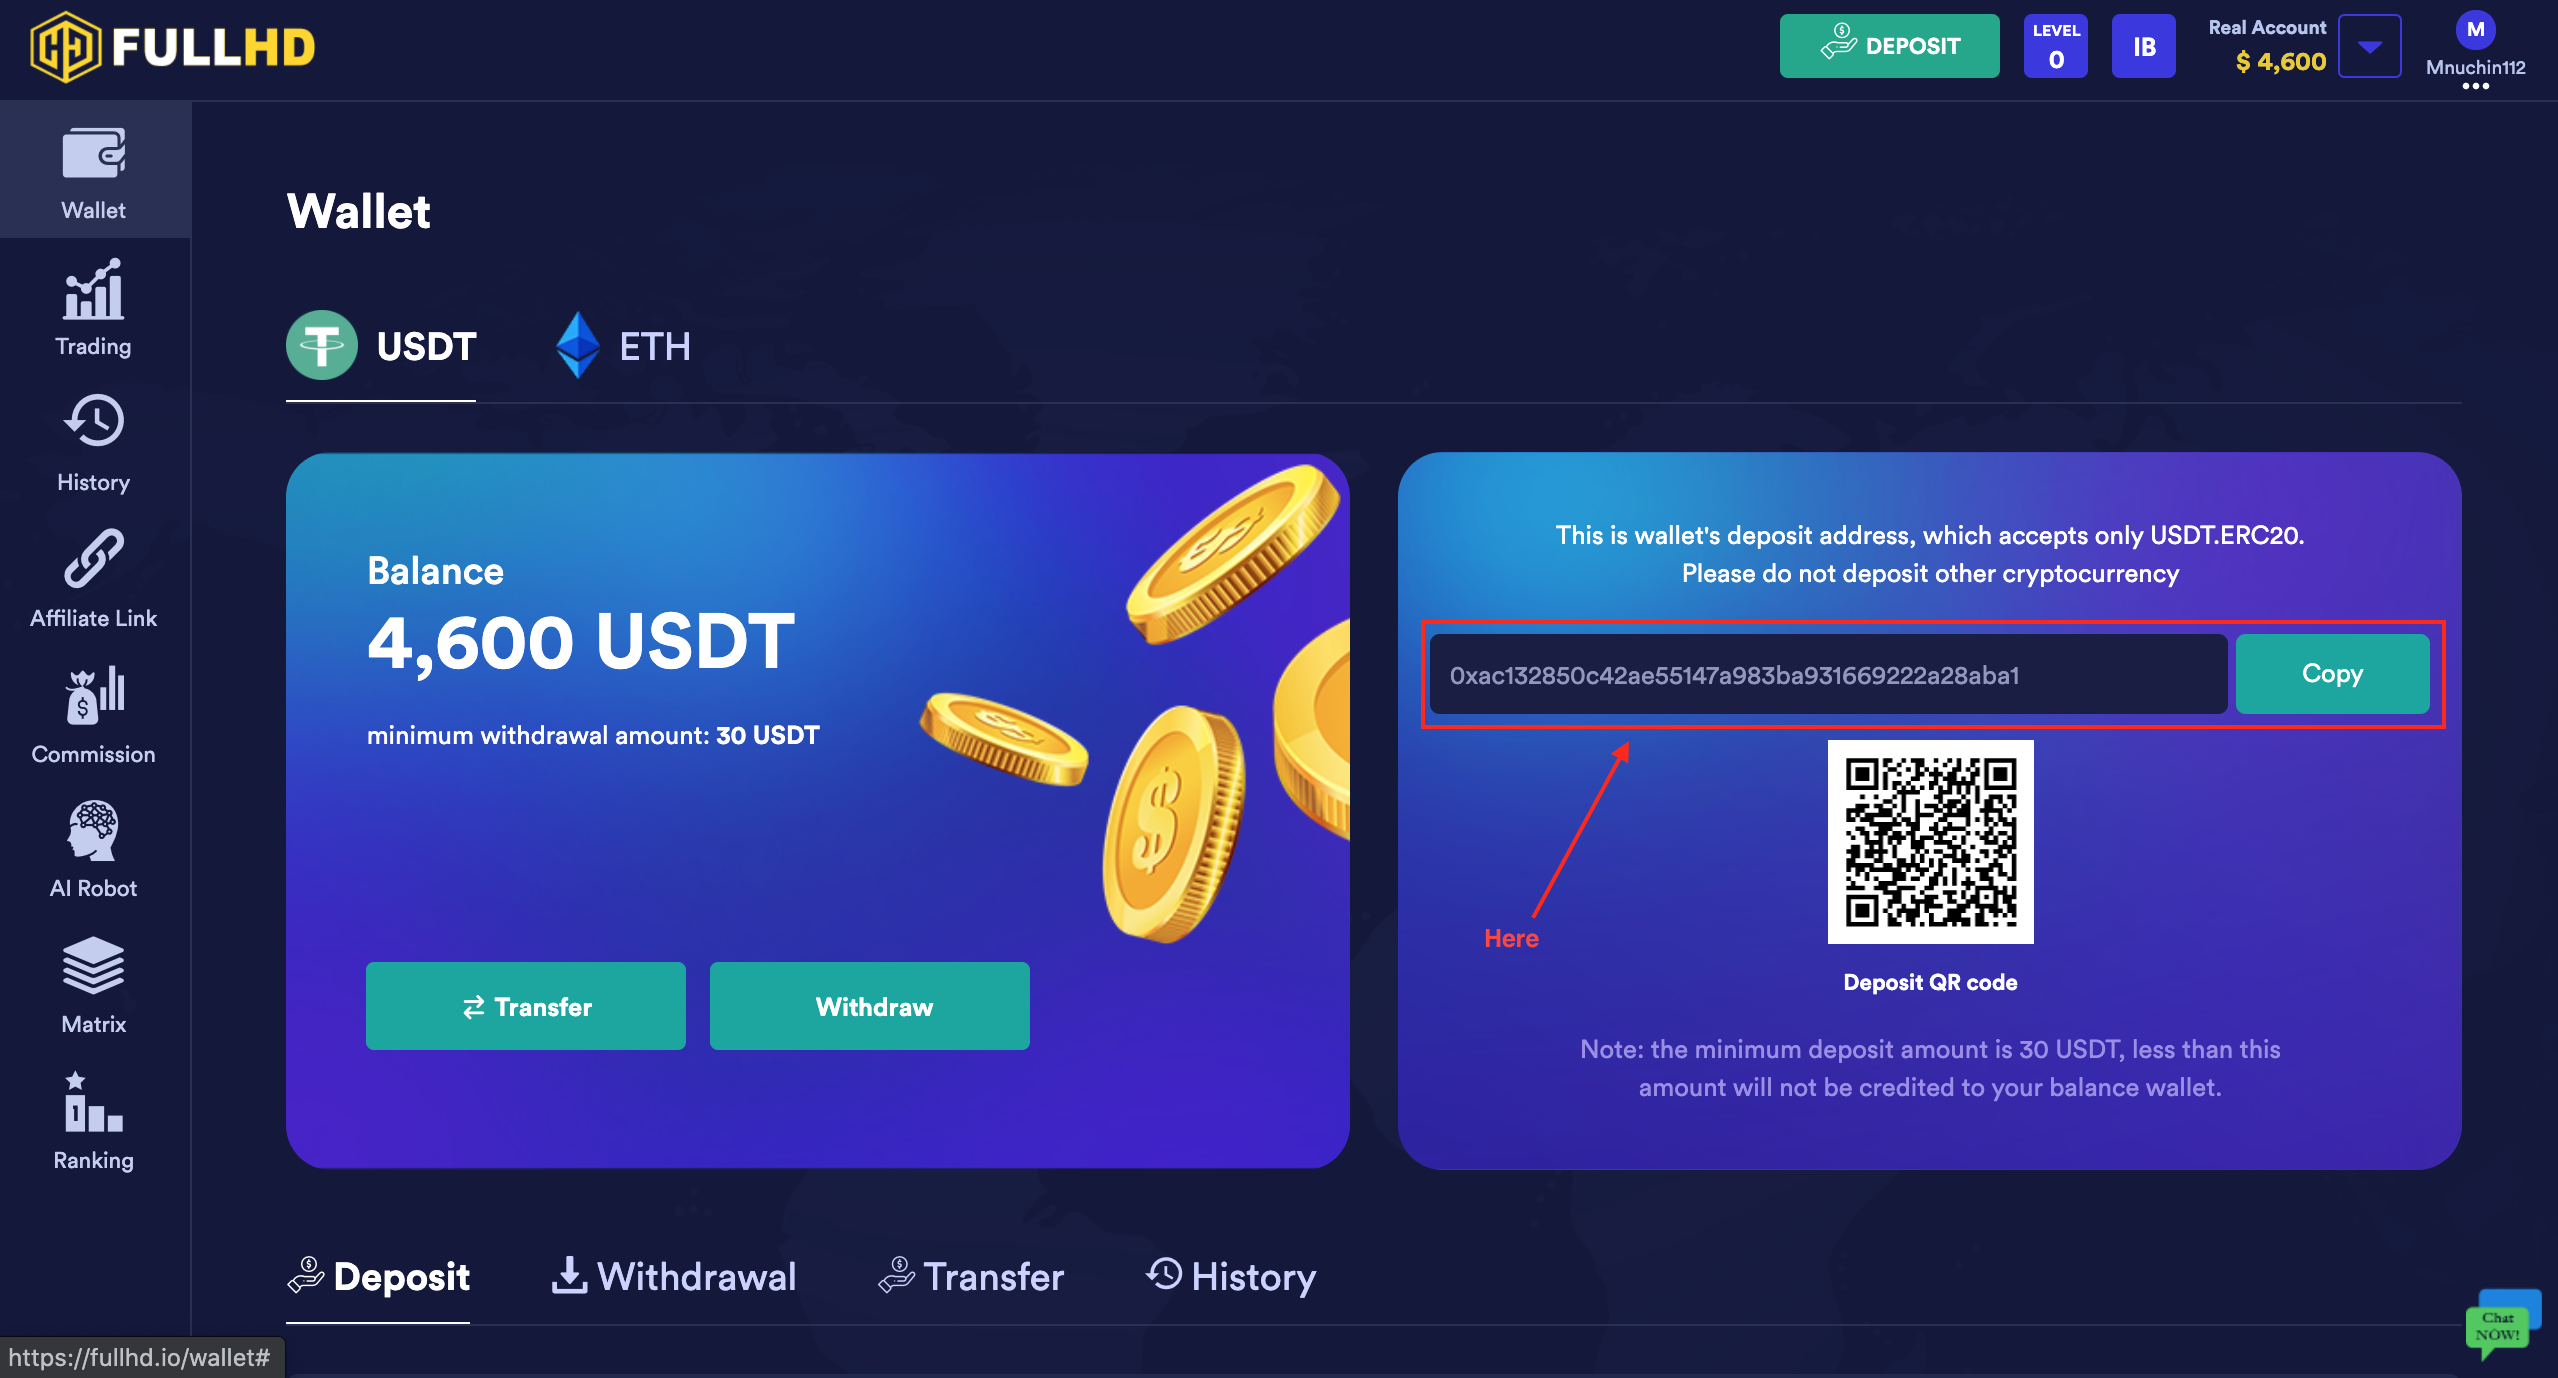 FULLHD
DEPOSIT
LEVEL
0
IB
Real Account
$ 4,600
M
Mnuchin112
Wallet
Trading
History
Affiliate Link
Commission
AI Robot
Matrix
1
Ranking
Wallet
USDT
ETH
Balance
4,600 USDT
minimum withdrawal amount: 30 USDT
Transfer
Withdraw
This is wallet's deposit address, which accepts only USDT.ERC20.
Please do not deposit other cryptocurrency
0xac132850c42ae55147a983ba931669222a28aba1
Copy
Here
Deposit QR code
Note: the minimum deposit amount is 30 USDT, less than this
amount will not be credited to your balance wallet.
Deposit
Withdrawal
Transfer
History
Chat
NOW!
https://fullhd.io/wallet#